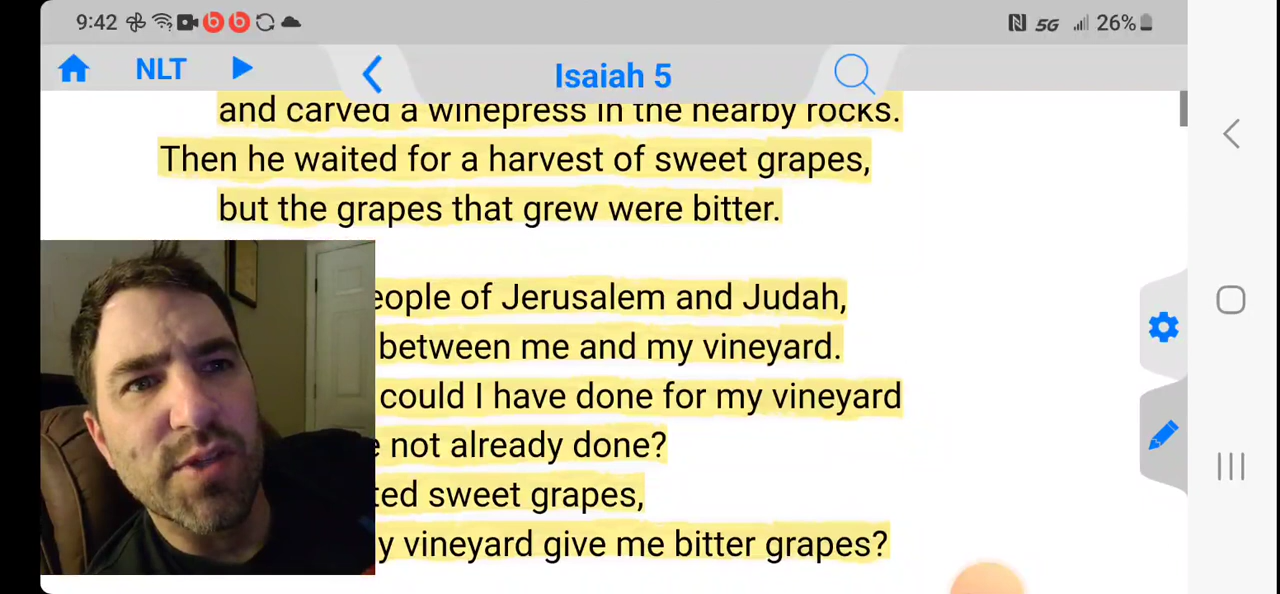 9:42
5G
26%
NLT
Isaiah 5
and carved a winepress in the nearby rocks.
Then he waited for a harvest of sweet grapes,
but the grapes that grew were bitter.
eople of Jerusalem and Judah,
between me and my vineyard.
could I have done for my vineyard
not already done?
ted sweet grapes,
y vineyard give me bitter grapes?